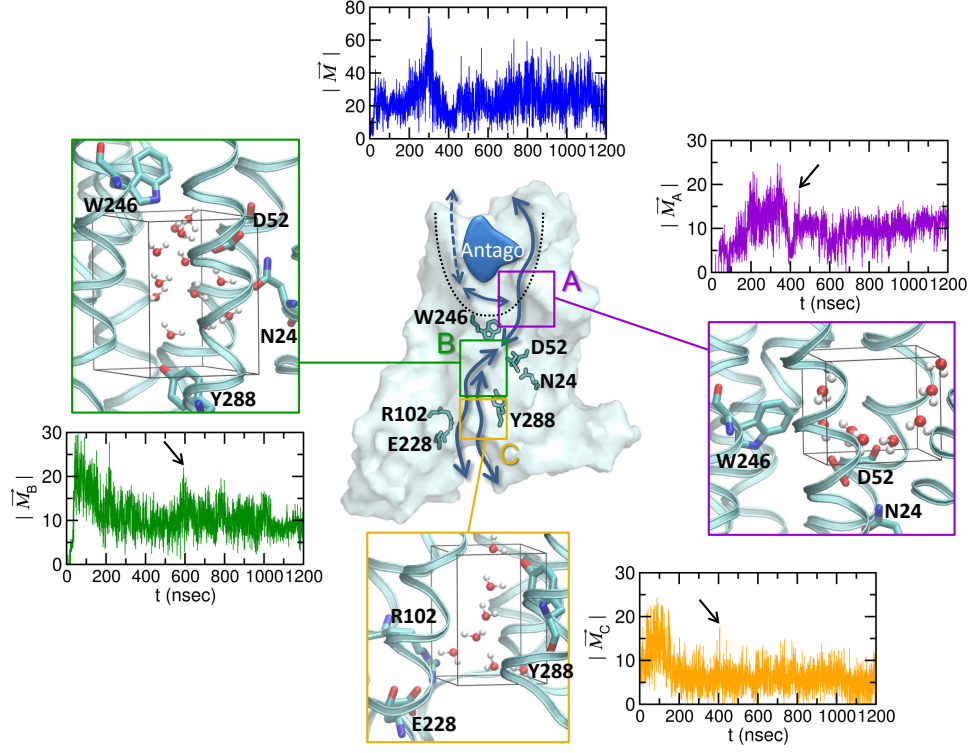 80
60
40
20
0
| M |
0 200 400 600 800 1000 1200
W246
D52
N24
Y288
Antago
A
W246
B
D52
N24
R102
E228
Y288
C
30
20
10
0
| M_A |
0 200 400 600 800 1000 1200
t (nsec)
W246
D52
N24
30
20
10
0
| M_B |
0 200 400 600 800 1000 1200
t (nsec)
R102
Y288
E228
30
20
10
0
| M_C |
0 200 400 600 800 1000 1200
t (nsec)